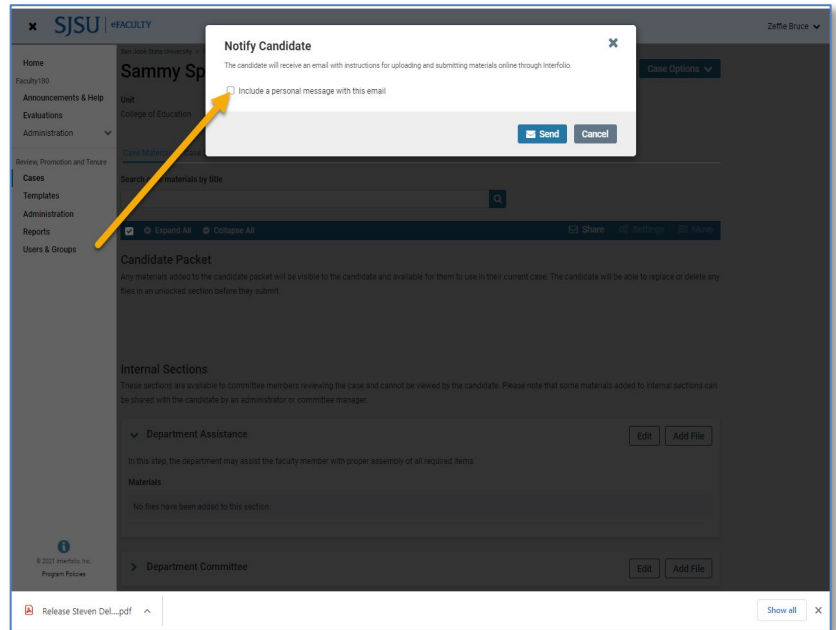 × SJSU | eFACULTY
Zeffie Bruce
Home
Faculty180
Announcements & Help
Evaluations
Administration
Review, Promotion and Tenure
Cases
Templates
Administration
Reports
Users & Groups
© 2021 Interfolio, Inc.
Program Policies
Notify Candidate ×
The candidate will receive an email with instructions for uploading and submitting materials online through Interfolio.
Include a personal message with this email
Send Cancel
San José State University
Sammy Sp
Case Options
Unit
College of Education
Case Materials Case
Search case materials by title
Expand All Collapse All Share Settings Move
Candidate Packet
Any materials added to the candidate packet will be visible to the candidate and available for them to use in their current case. The candidate will be able to replace or delete any
files in an unlocked section before they submit.
Internal Sections
These sections are available to committee members reviewing the case and cannot be viewed by the candidate. Please note that some materials added to internal sections can
be shared with the candidate by an administrator or committee manager.
Department Assistance Edit Add File
In this step, the department may assist the faculty member with proper assembly of all required items.
Materials
No files have been added to this section.
Department Committee Edit Add File
Release Steven Del....pdf
Show all ×